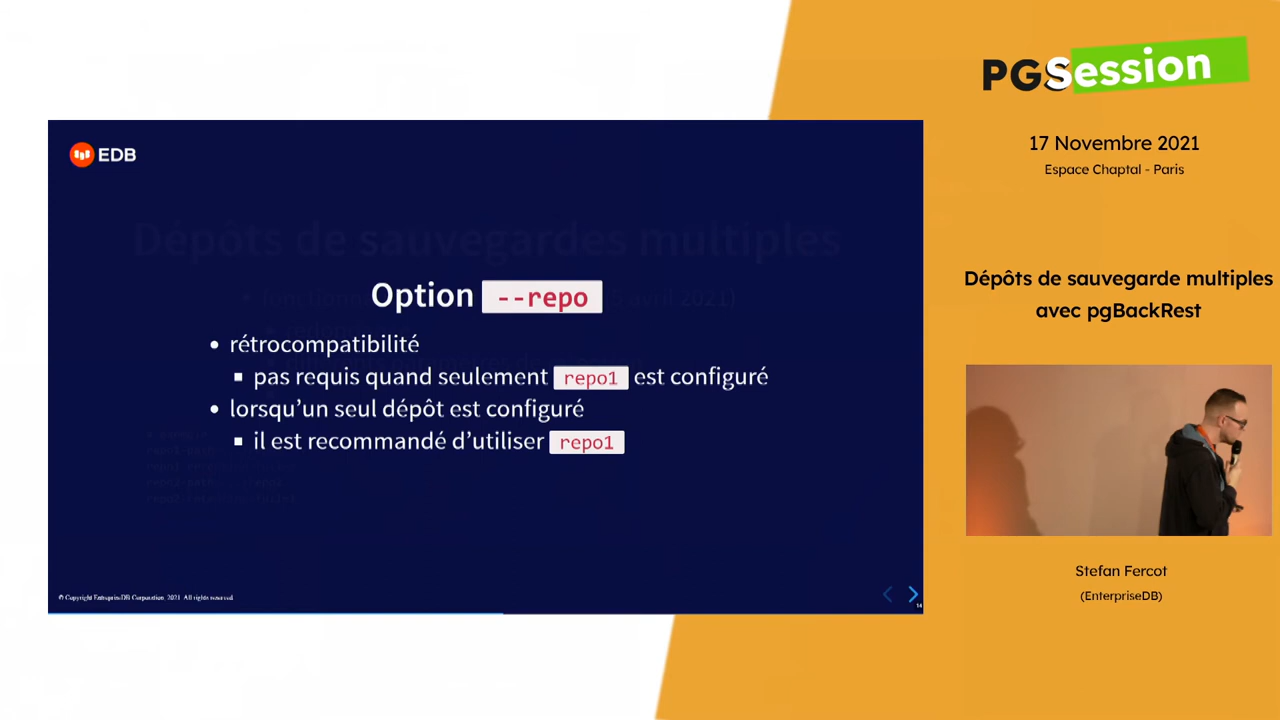 EDB
Dépôts de sauvegardes multiples
Option --repo
• rétrocompatibilité
▪ pas requis quand seulement repo1 est configuré
• lorsqu'un seul dépôt est configuré
▪ il est recommandé d'utiliser repo1
© Copyright EnterpriseDB Corporation, 2021. All rights reserved.
14
PGSession
17 Novembre 2021
Espace Chaptal - Paris
Dépôts de sauvegarde multiples
avec pgBackRest
Stefan Fercot
(EnterpriseDB)